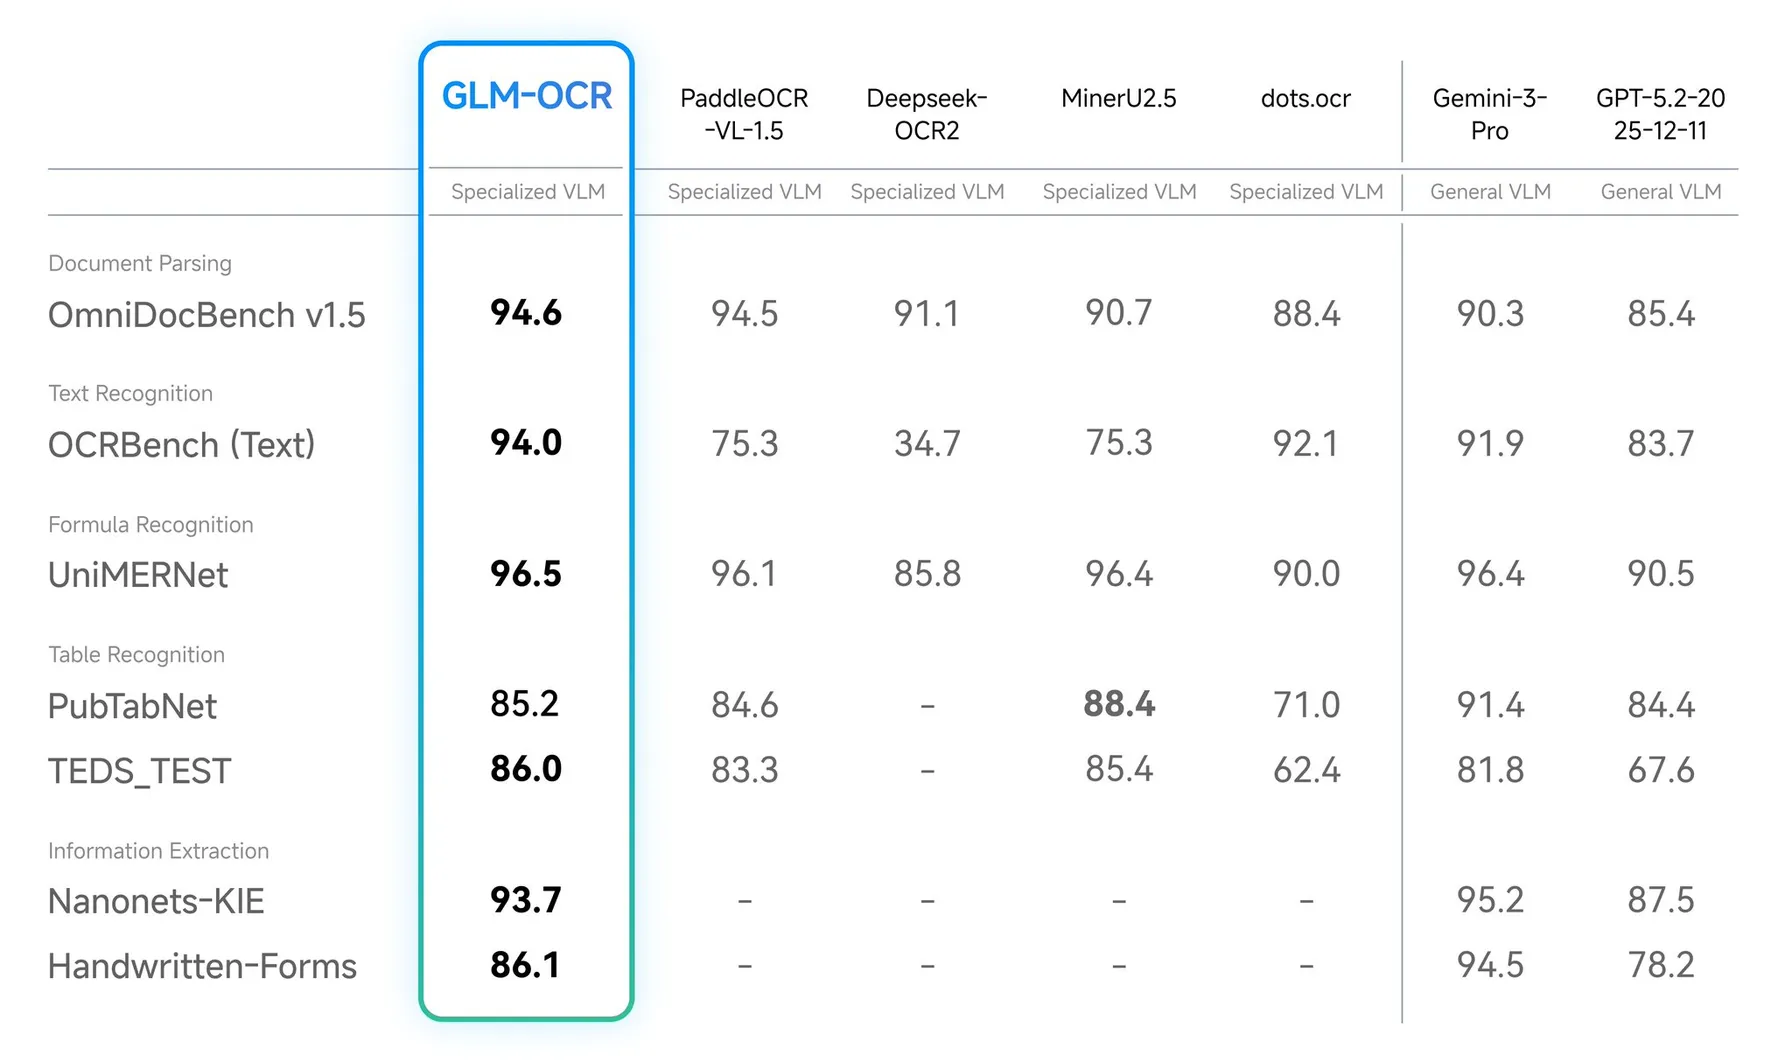 GLM-OCR PaddleOCR Deepseek- MinerU2.5 dots.ocr Gemini-3- GPT-5.2-20
-VL-1.5 OCR2 Pro 25-12-11
Specialized VLM Specialized VLM Specialized VLM Specialized VLM Specialized VLM General VLM General VLM
Document Parsing
OmniDocBench v1.5 94.6 94.5 91.1 90.7 88.4 90.3 85.4
Text Recognition
OCRBench (Text) 94.0 75.3 34.7 75.3 92.1 91.9 83.7
Formula Recognition
UniMERNet 96.5 96.1 85.8 96.4 90.0 96.4 90.5
Table Recognition
PubTabNet 85.2 84.6 - 88.4 71.0 91.4 84.4
TEDS_TEST 86.0 83.3 - 85.4 62.4 81.8 67.6
Information Extraction
Nanonets-KIE 93.7 - - - - 95.2 87.5
Handwritten-Forms 86.1 - - - - 94.5 78.2